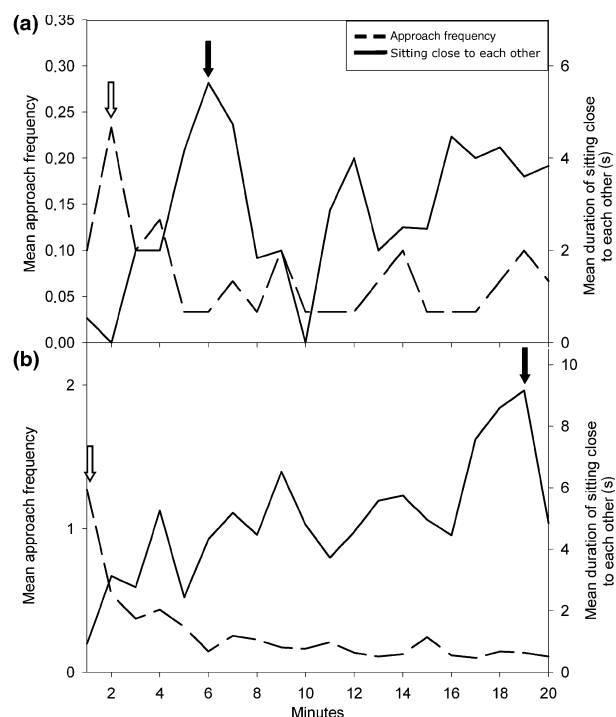 (a)
0,35
0,30
0,25
0,20
0,15
0,10
0,05
0,00
Mean approach frequency
Approach frequency
Sitting close to each other
6
4
2
0
Mean duration of sitting close
to each other (s)
(b)
2
1
0
Mean approach frequency
10
8
6
4
2
0
Mean duration of sitting close
to each other (s)
2 4 6 8 10 12 14 16 18 20
Minutes